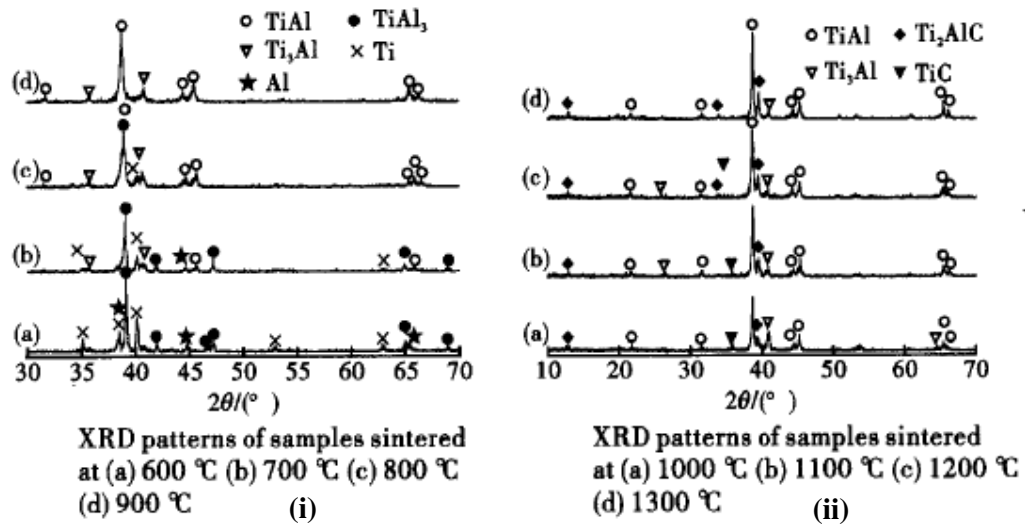 ○ TiAl ● TiAl₃
▽ Ti₃Al × Ti
★ Al
(d)
(c)
(b)
(a)
30 35 40 45 50 55 60 65 70
2θ/(° )
XRD patterns of samples sintered
at (a) 600 ℃ (b) 700 ℃ (c) 800 ℃
(d) 900 ℃
(i)
○ TiAl ◆ Ti₂AlC
▽ Ti₃Al ▼ TiC
(d)
(c)
(b)
(a)
10 20 30 40 50 60 70
2θ/(° )
XRD patterns of samples sintered
at (a) 1000 ℃ (b) 1100 ℃ (c) 1200 ℃
(d) 1300 ℃
(ii)